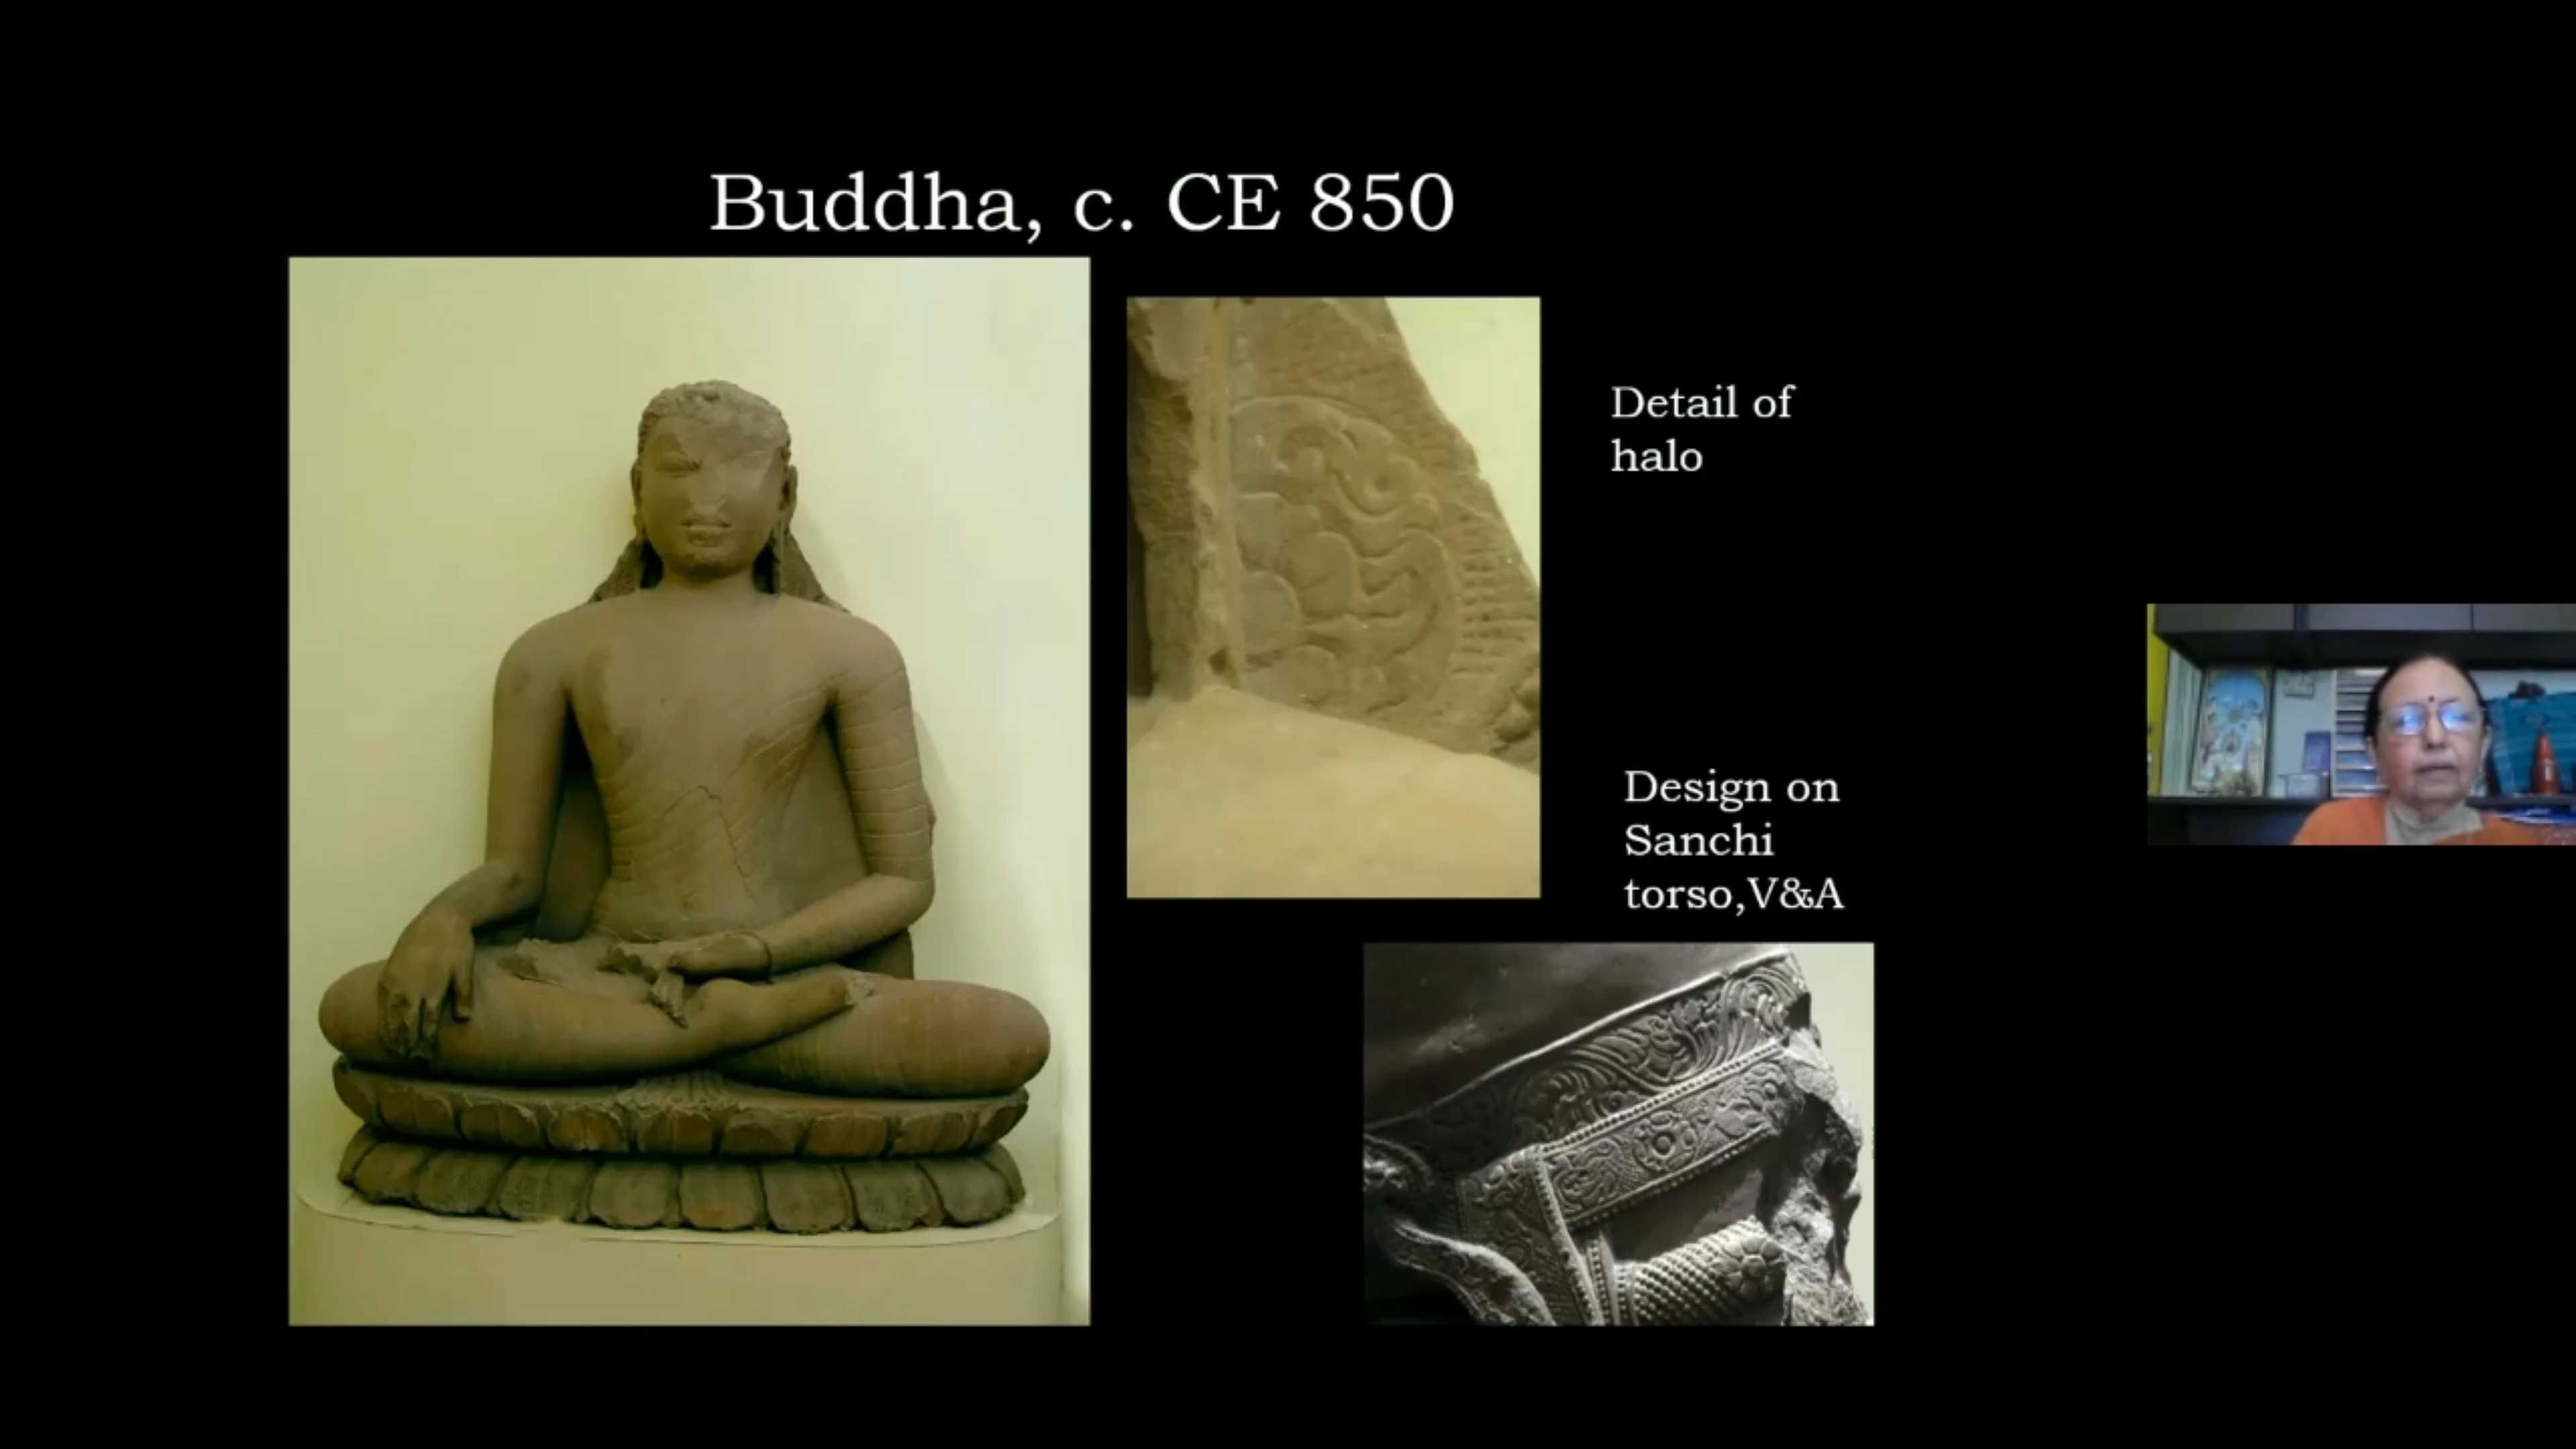 Buddha, c. CE 850
Detail of
halo
Design on
Sanchi
torso,V&A